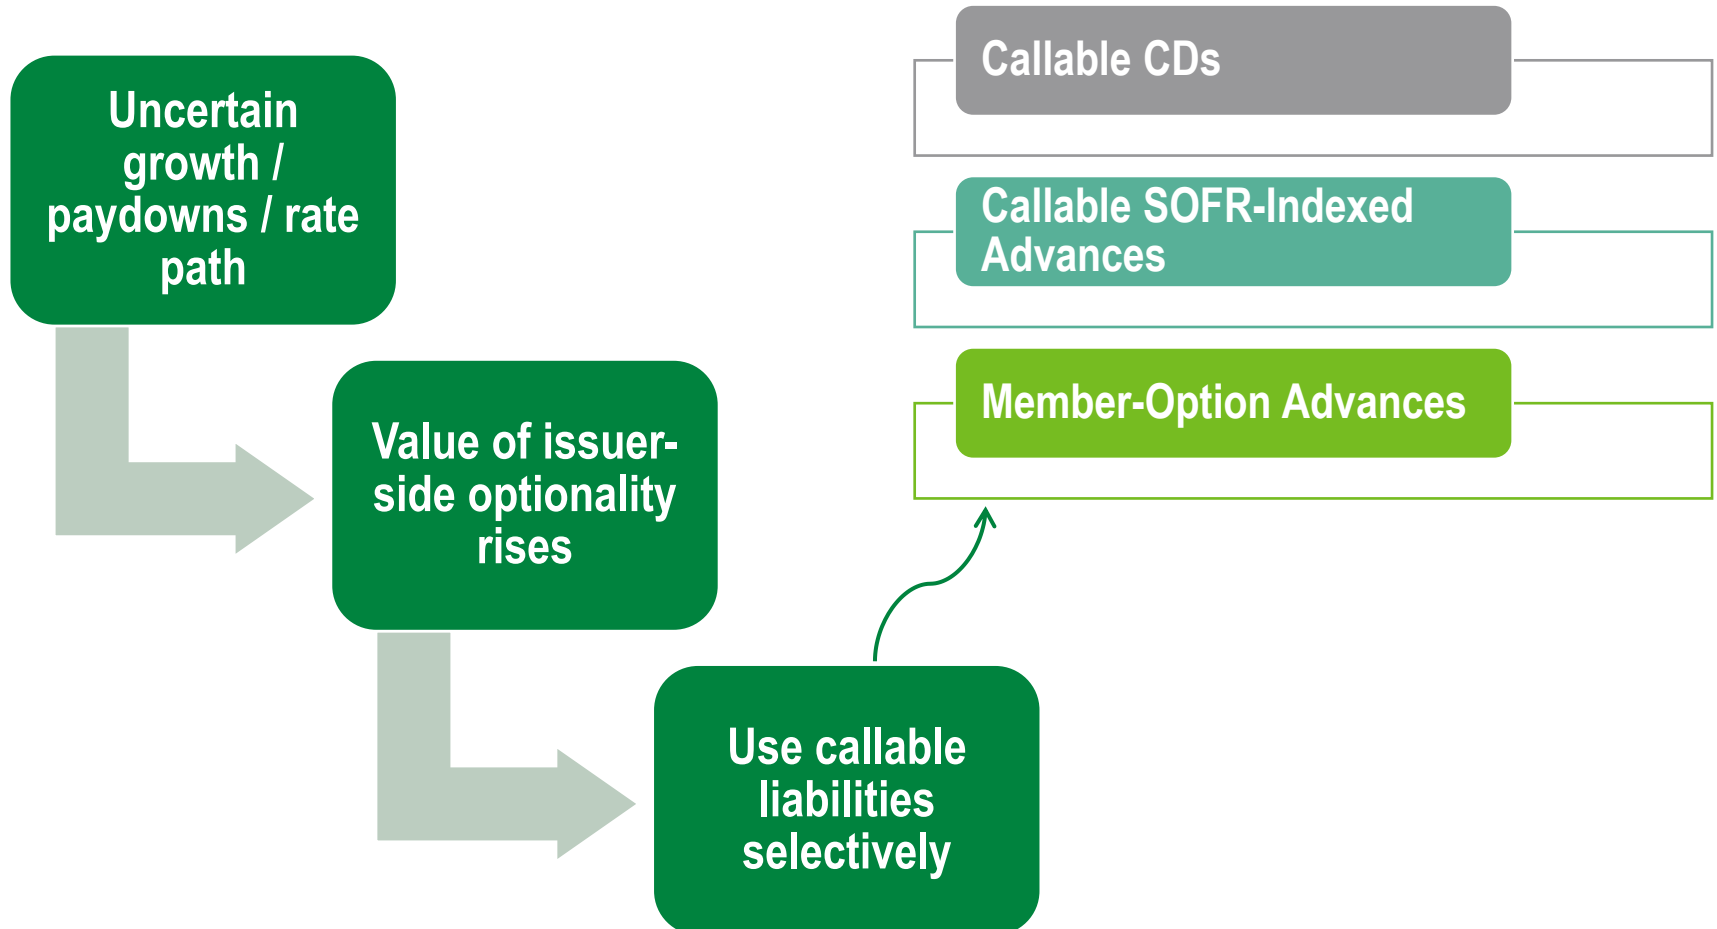 Uncertain
growth /
paydowns / rate
path
Value of issuer-
side optionality
rises
Use callable
liabilities
selectively
Callable CDs
Callable SOFR-Indexed
Advances
Member-Option Advances